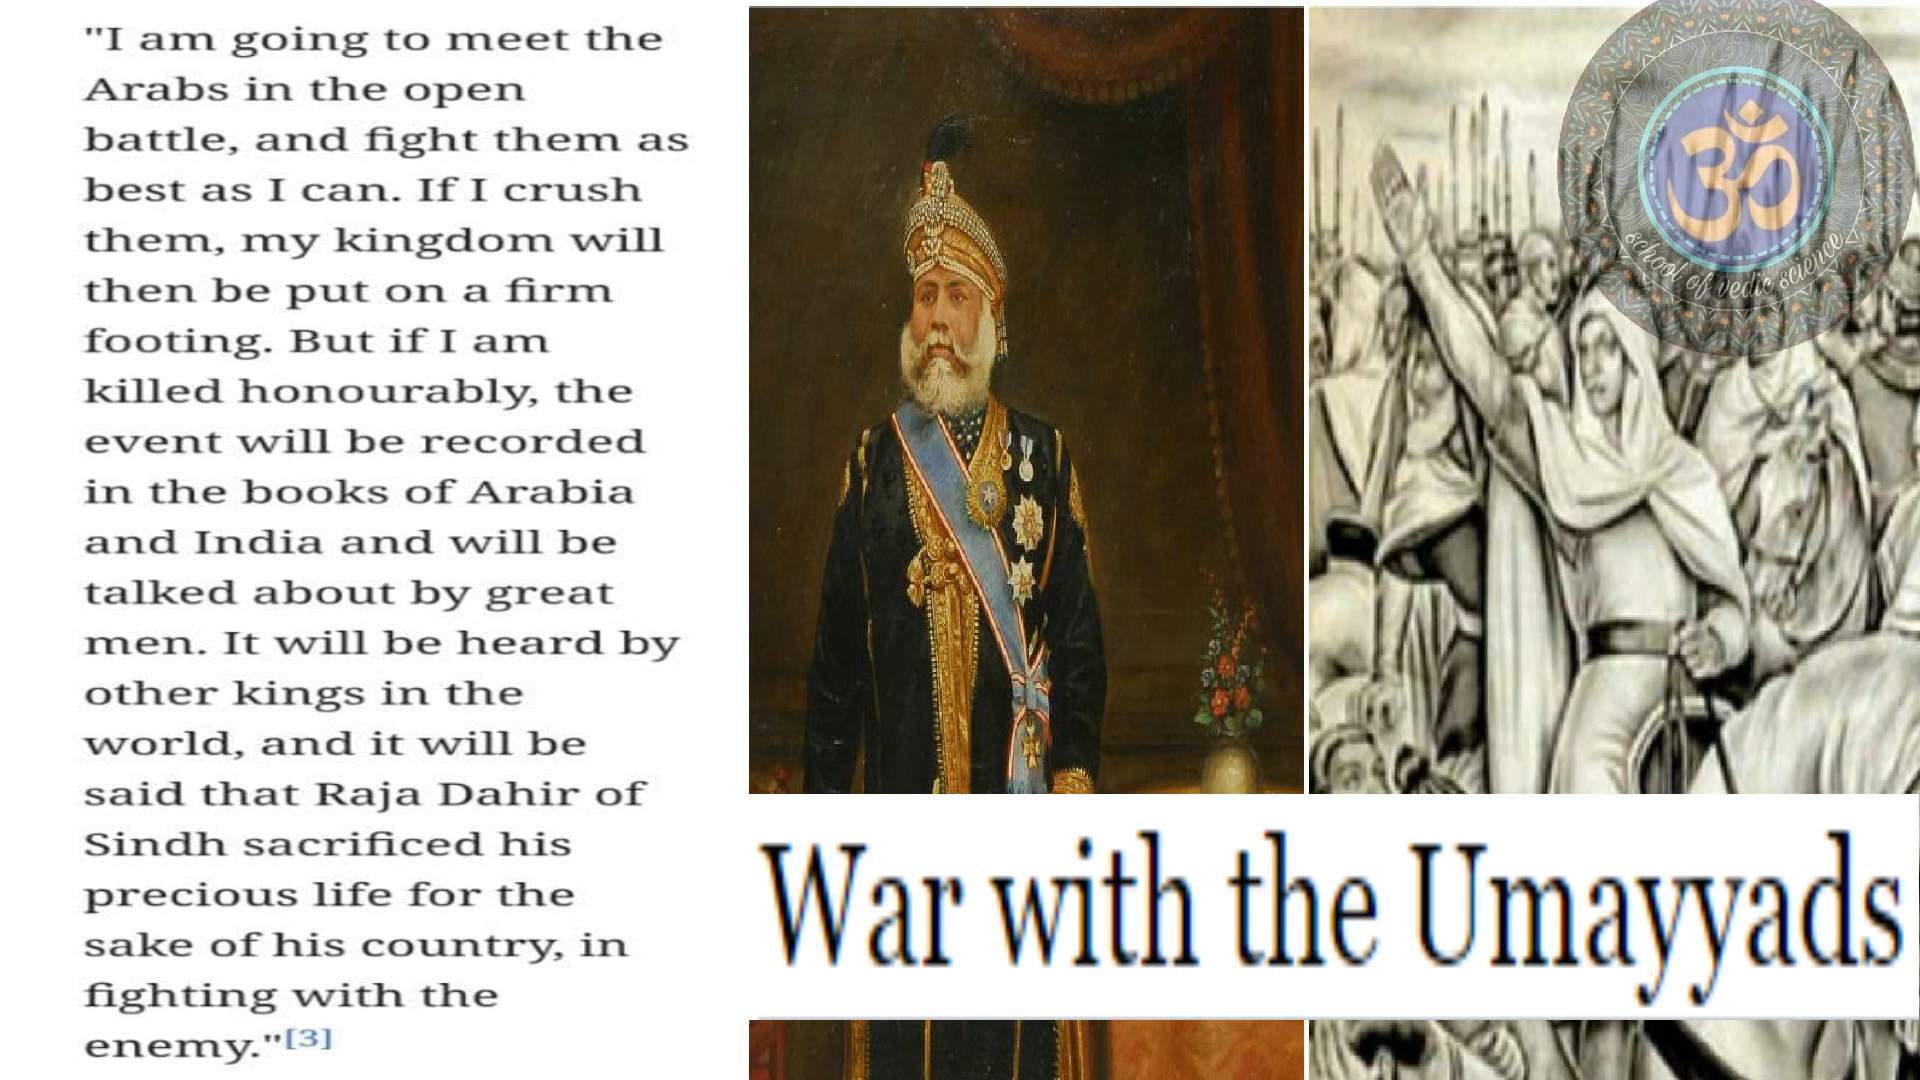 "I am going to meet the
Arabs in the open
battle, and fight them as
best as I can. If I crush
them, my kingdom will
then be put on a firm
footing. But if I am
killed honourably, the
event will be recorded
in the books of Arabia
and India and will be
talked about by great
men. It will be heard by
other kings in the
world, and it will be
said that Raja Dahir of
Sindh sacrificed his
precious life for the
sake of his country, in
fighting with the
enemy."[3]
ॐ
school of vedic science
War with the Umayyads